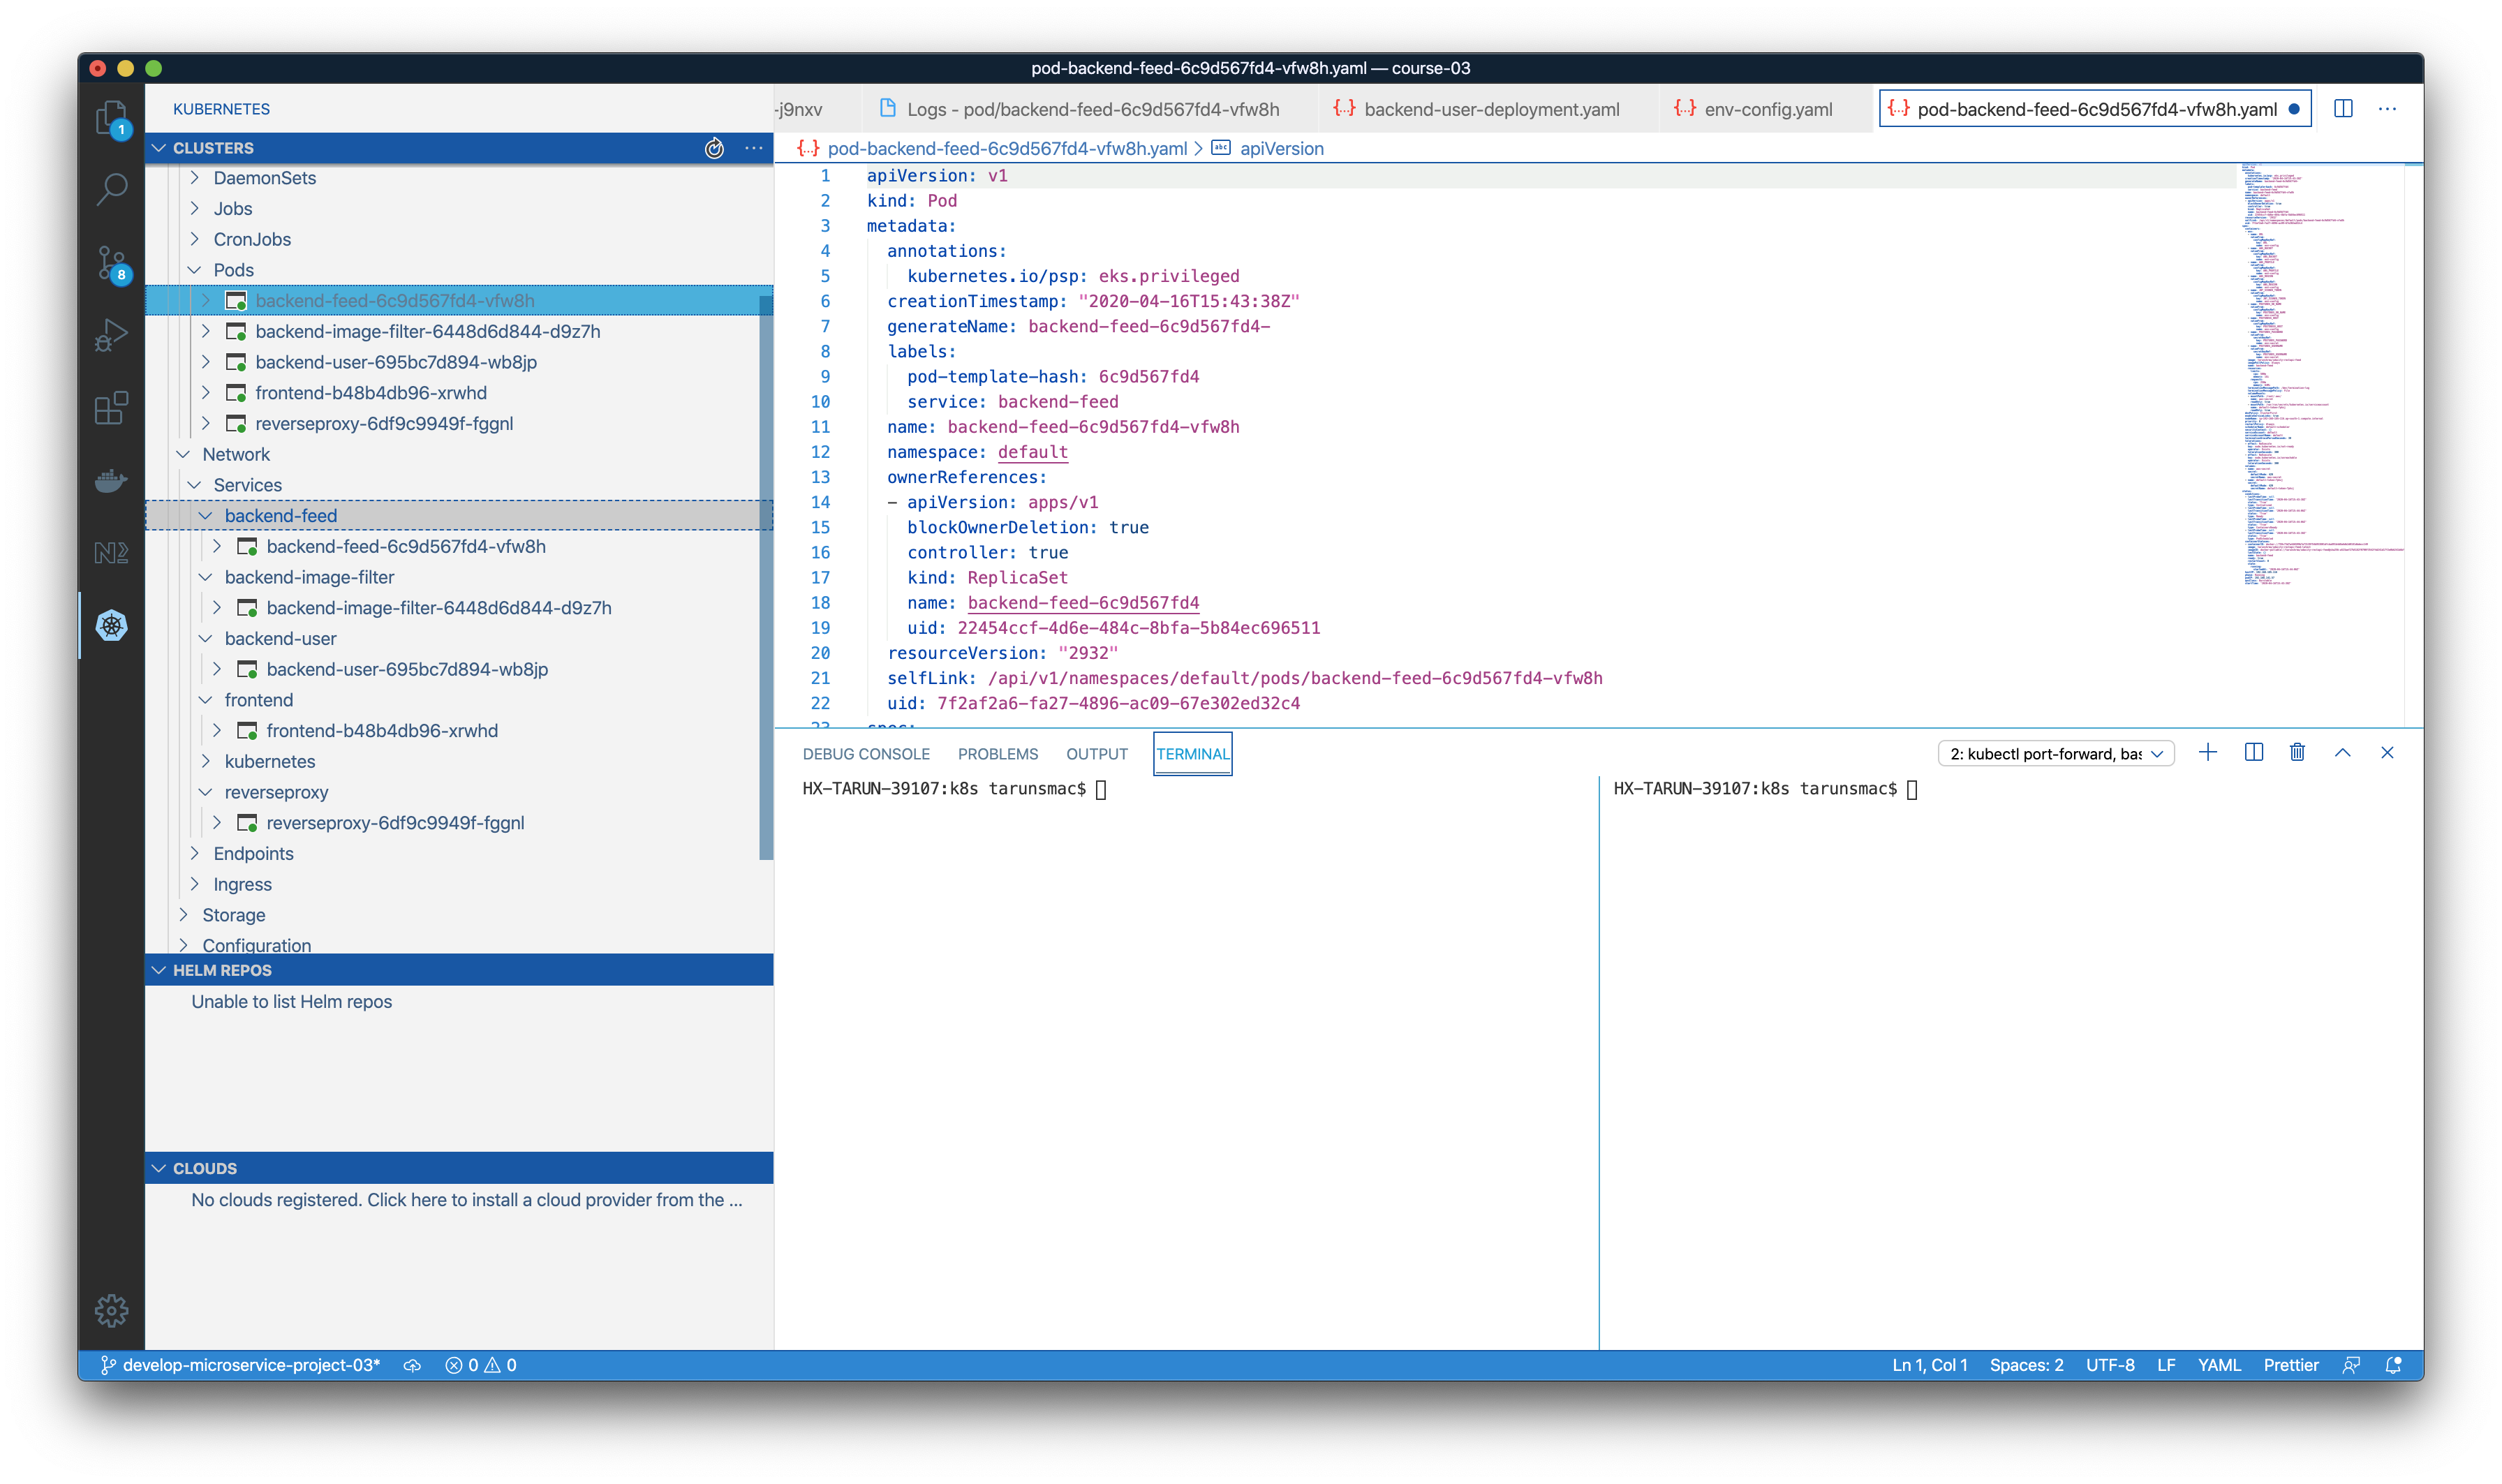 pod-backend-feed-6c9d567fd4-vfw8h.yaml — course-03
KUBERNETES
-j9nxv
Logs - pod/backend-feed-6c9d567fd4-vfw8h
{...} backend-user-deployment.yaml
{...} env-config.yaml
{...} pod-backend-feed-6c9d567fd4-vfw8h.yaml
1
8
CLUSTERS
DaemonSets
Jobs
CronJobs
Pods
backend-feed-6c9d567fd4-vfw8h
backend-image-filter-6448d6d844-d9z7h
backend-user-695bc7d894-wb8jp
frontend-b48b4db96-xrwhd
reverseproxy-6df9c9949f-fggnl
Network
Services
backend-feed
backend-feed-6c9d567fd4-vfw8h
backend-image-filter
backend-image-filter-6448d6d844-d9z7h
backend-user
backend-user-695bc7d894-wb8jp
frontend
frontend-b48b4db96-xrwhd
kubernetes
reverseproxy
reverseproxy-6df9c9949f-fggnl
Endpoints
Ingress
Storage
Configuration
HELM REPOS
Unable to list Helm repos
CLOUDS
No clouds registered. Click here to install a cloud provider from the ...
{...} pod-backend-feed-6c9d567fd4-vfw8h.yaml > abc apiVersion
1 apiVersion: v1
2 kind: Pod
3 metadata:
4 annotations:
5 kubernetes.io/psp: eks.privileged
6 creationTimestamp: "2020-04-16T15:43:38Z"
7 generateName: backend-feed-6c9d567fd4-
8 labels:
9 pod-template-hash: 6c9d567fd4
10 service: backend-feed
11 name: backend-feed-6c9d567fd4-vfw8h
12 namespace: default
13 ownerReferences:
14 - apiVersion: apps/v1
15 blockOwnerDeletion: true
16 controller: true
17 kind: ReplicaSet
18 name: backend-feed-6c9d567fd4
19 uid: 22454ccf-4d6e-484c-8bfa-5b84ec696511
20 resourceVersion: "2932"
21 selfLink: /api/v1/namespaces/default/pods/backend-feed-6c9d567fd4-vfw8h
22 uid: 7f2af2a6-fa27-4896-ac09-67e302ed32c4
23 spec:
DEBUG CONSOLE PROBLEMS OUTPUT TERMINAL
2: kubectl port-forward, bas
HX-TARUN-39107:k8s tarunsmac$
HX-TARUN-39107:k8s tarunsmac$
develop-microservice-project-03* 0 0
Ln 1, Col 1 Spaces: 2 UTF-8 LF YAML Prettier